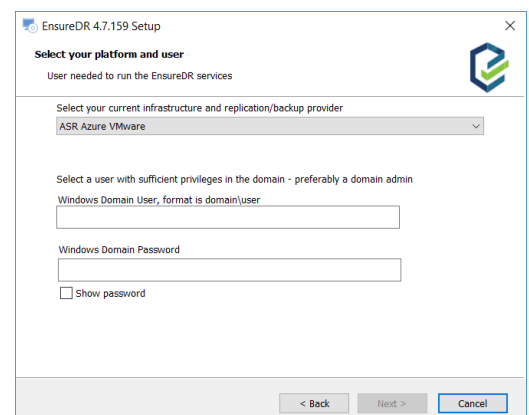 EnsureDR 4.7.159 Setup
Select your platform and user
User needed to run the EnsureDR services
Select your current infrastructure and replication/backup provider
ASR Azure VMware
Select a user with sufficient privileges in the domain - preferably a domain admin
Windows Domain User, format is domain\user
Windows Domain Password
Show password
< Back Next > Cancel